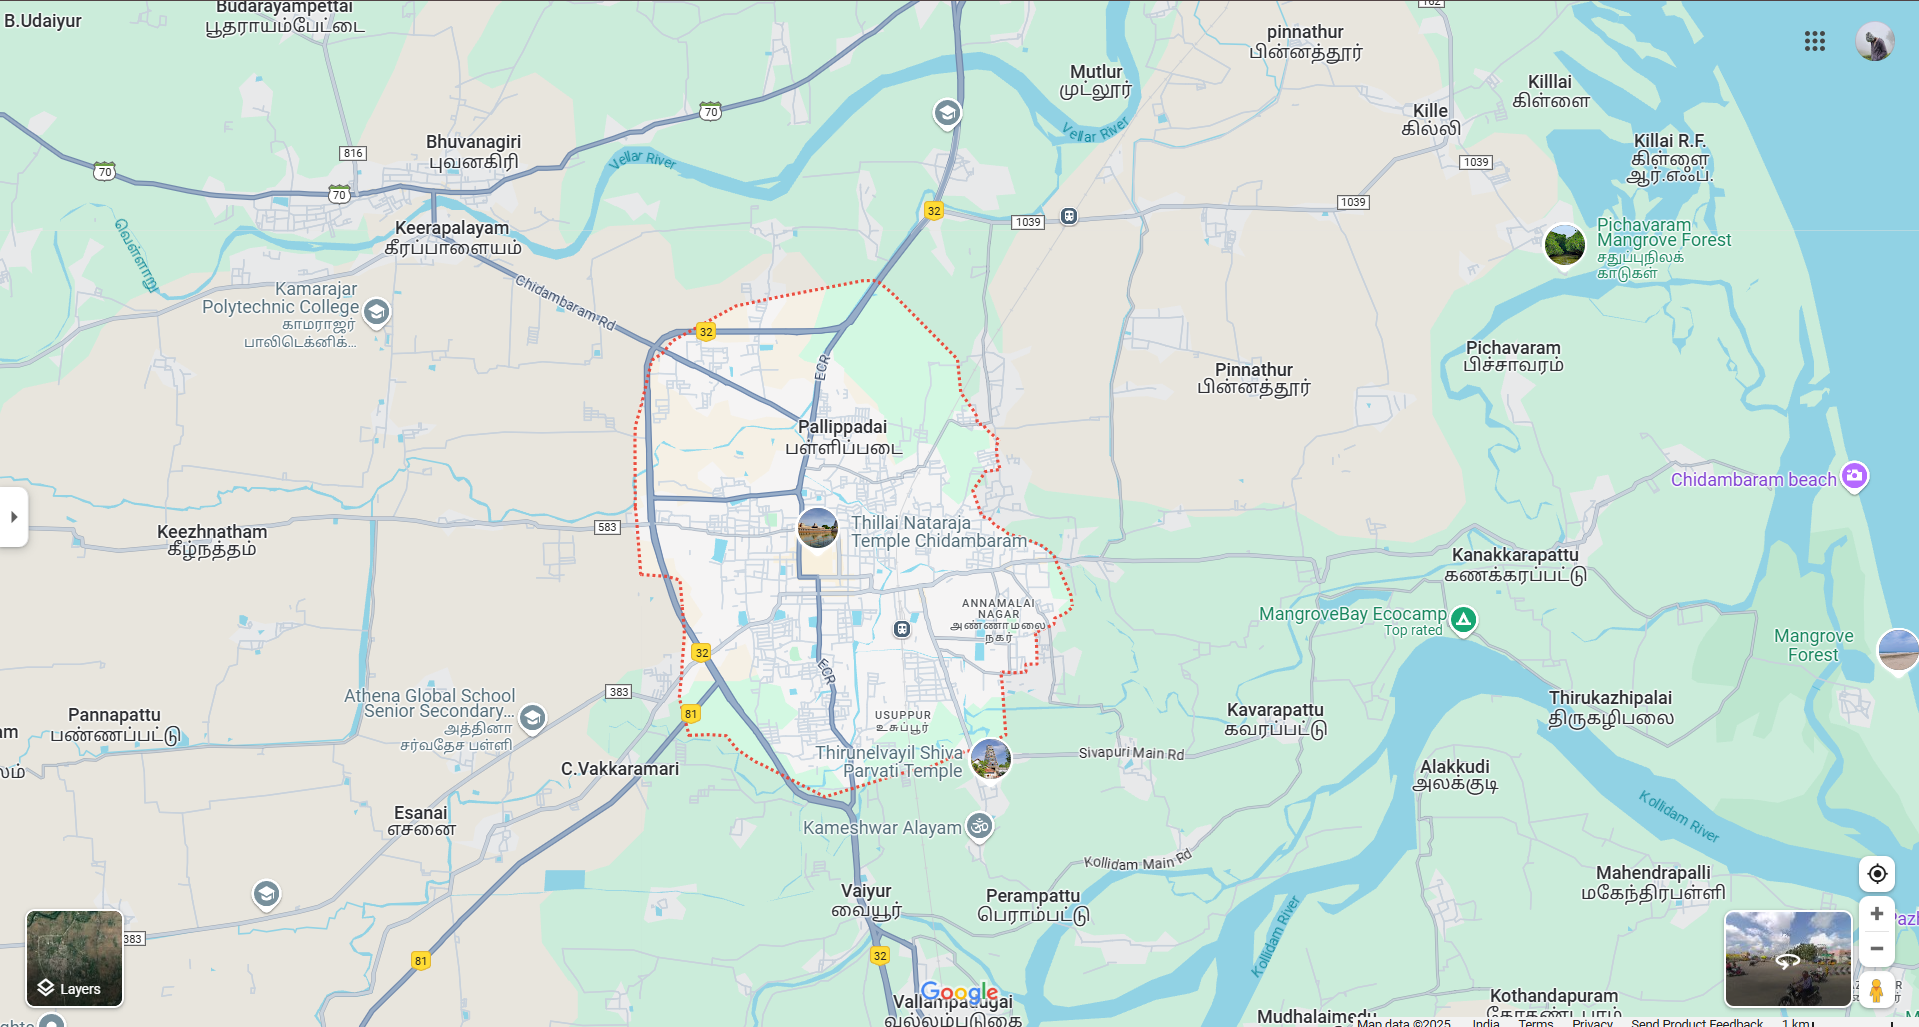 B.Udaiyur
Budarayampettai
பூதராயம்பேட்டை
162
pinnathur
பின்னத்தூர்
Mutlur
முட்லூர்
Killlai
கிள்ளை
Kille
கில்லி
Killai R.F.
கிள்ளை
ஆர்.எஃப்.
70
70
70
816
Bhuvanagiri
புவனகிரி
Vellar River
Vellar River
1039
1039
1039
32
Keerapalayam
கீரப்பாளையம்
வெள்ளாறு
Pichavaram
Mangrove Forest
சதுப்புநிலக்
காடுகள்
Kamarajar
Polytechnic College
காமராஜர்
பாலிடெக்னிக்...
Chidambaram Rd
32
ECR
Pichavaram
பிச்சாவரம்
Pinnathur
பின்னத்தூர்
Pallippadai
பள்ளிப்படை
Chidambaram beach
583
Keezhnatham
கீழ்நத்தம்
Thillai Nataraja
Temple Chidambaram
Kanakkarapattu
கணக்கரப்பட்டு
ANNAMALAI
NAGAR
அண்ணாமலை
நகர்
MangroveBay Ecocamp
Top rated
Mangrove
Forest
32
ECR
383
Athena Global School
Senior Secondary...
அத்தினா
சர்வதேச பள்ளி
81
Pannapattu
பண்ணப்பட்டு
am
லம்
USUPPUR
உசுப்பூர்
Kavarapattu
கவரப்பட்டு
Thirukazhipalai
திருகழிபலை
Thirunelvayil Shiva
Parvati Temple
Sivapuri Main Rd
C.Vakkaramari
Alakkudi
அலக்குடி
Esanai
எசனை
Kameshwar Alayam
Kollidam River
Kollidam Main Rd
Mahendrapalli
மகேந்திரபள்ளி
Vaiyur
வையூர்
Perampattu
பெராம்பட்டு
Kollidam River
383
81
32
Layers
Google
Vallampadugai
வல்லம்படுகை
Kothandapuram
கோதண்டபுரம்
Mudhalaimedu
Map data ©2025 India Terms Privacy Send Product Feedback 1 km